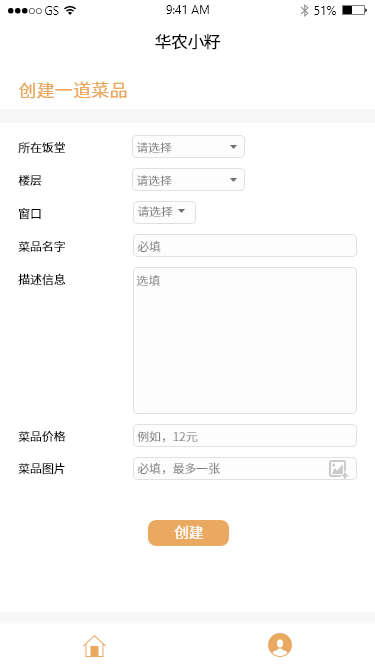 GS 9:41 AM 51%
华农小籽
创建一道菜品
所在饭堂 请选择
楼层 请选择
窗口 请选择
菜品名字 必填
描述信息 选填
菜品价格 例如，12元
菜品图片 必填，最多一张
创建